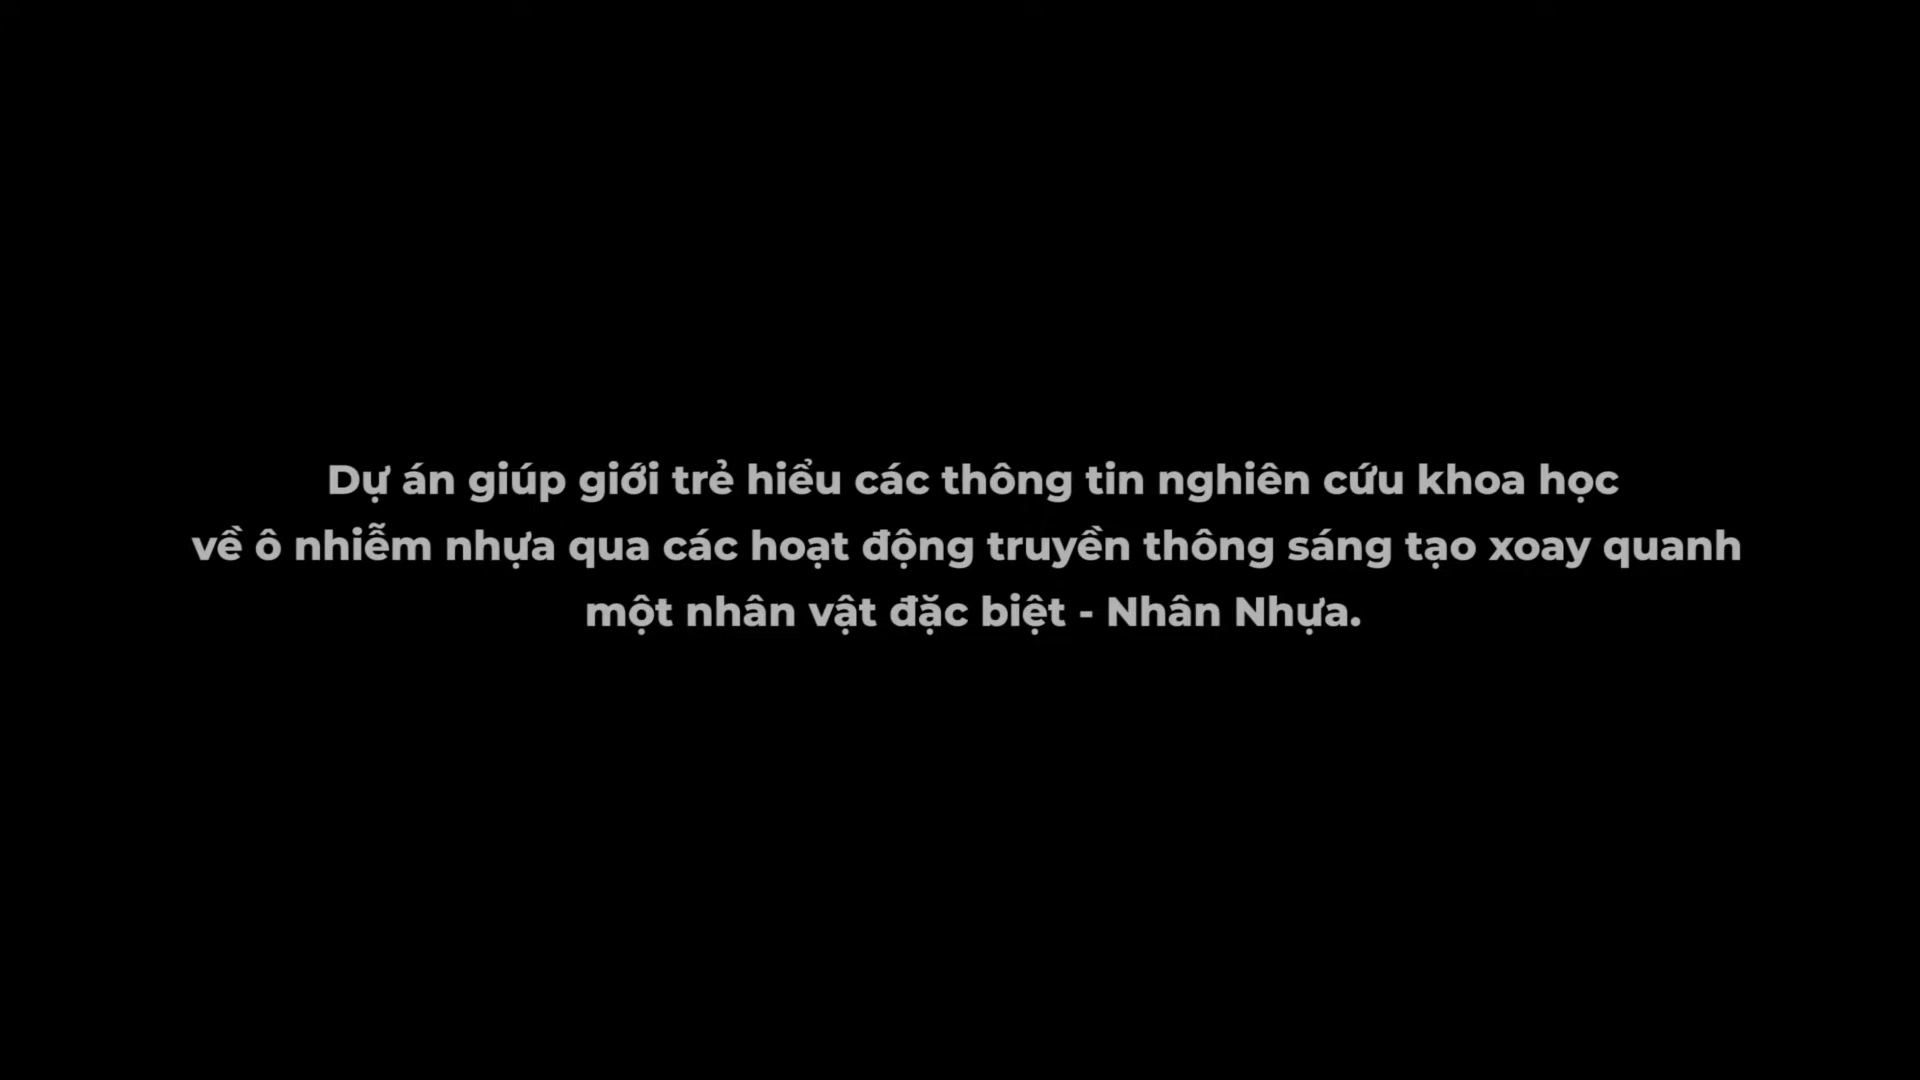 Dự án giúp giới trẻ hiểu các thông tin nghiên cứu khoa học
về ô nhiễm nhựa qua các hoạt động truyền thông sáng tạo xoay quanh
một nhân vật đặc biệt - Nhân Nhựa.